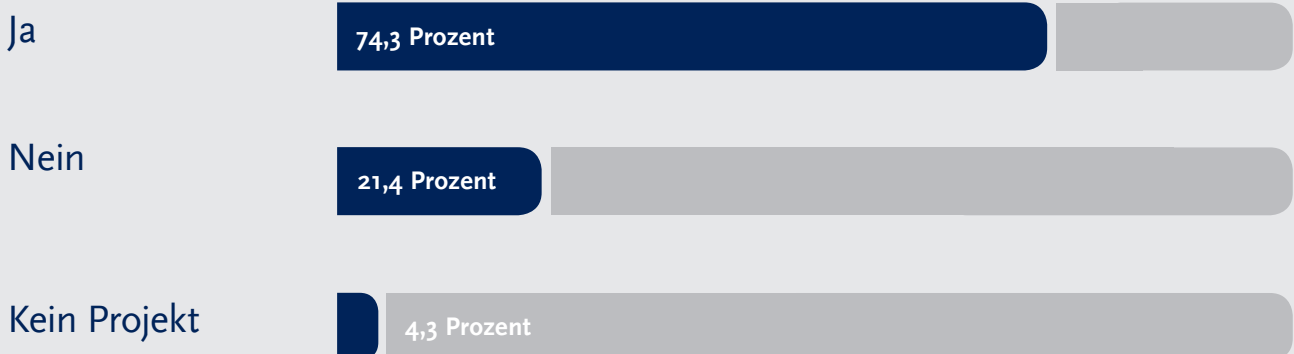 Ja
74,3 Prozent
Nein
21,4 Prozent
Kein Projekt
4,3 Prozent